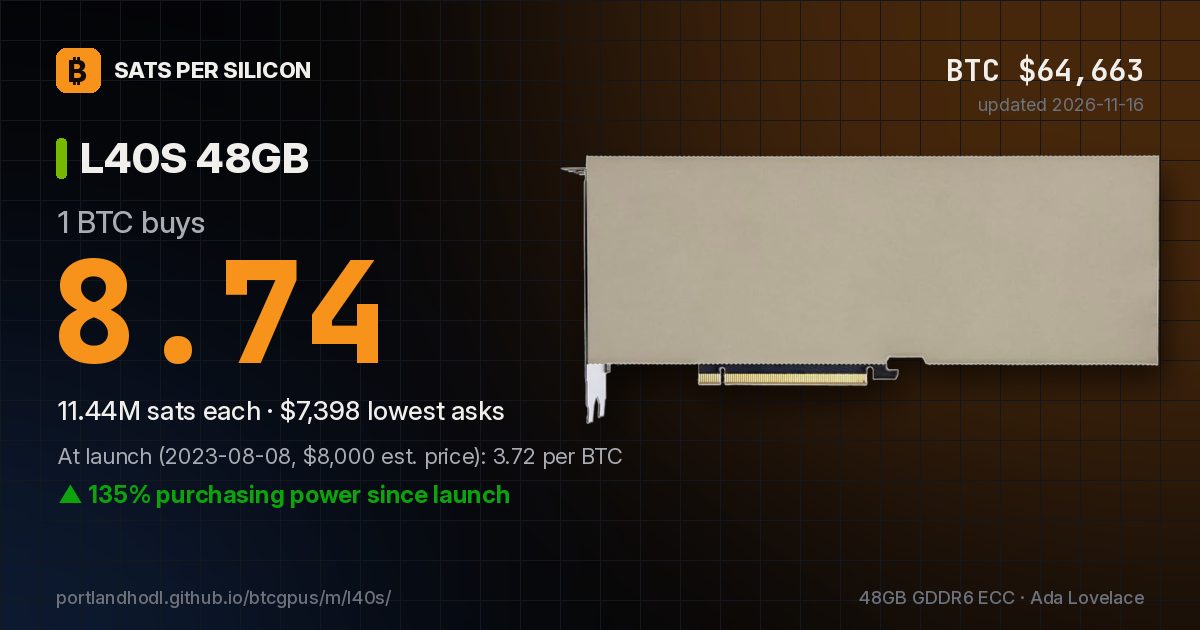 ₿ SATS PER SILICON
BTC $64,663
updated 2026-11-16
L40S 48GB
1 BTC buys
8.74
11.44M sats each · $7,398 lowest asks
At launch (2023-08-08, $8,000 est. price): 3.72 per BTC
▲ 135% purchasing power since launch
portlandhodl.github.io/btcgpus/m/l40s/
48GB GDDR6 ECC · Ada Lovelace